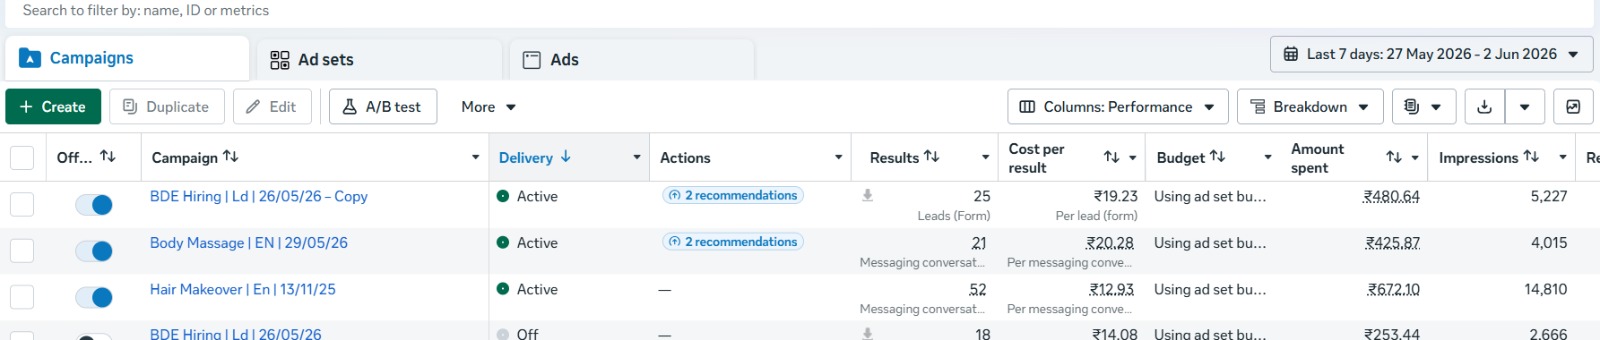 Search to filter by: name, ID or metrics
Campaigns Ad sets Ads Last 7 days: 27 May 2026 - 2 Jun 2026
+ Create Duplicate Edit A/B test More Columns: Performance Breakdown
Off... Campaign Delivery Actions Results Cost per result Budget Amount spent Impressions Re
BDE Hiring | Ld | 26/05/26 – Copy Active 2 recommendations 25 ₹19.23 Using ad set bu... ₹480.64 5,227
Leads (Form) Per lead (form)
Body Massage | EN | 29/05/26 Active 2 recommendations 21 ₹20.28 Using ad set bu... ₹425.87 4,015
Messaging conversat... Per messaging conve...
Hair Makeover | En | 13/11/25 Active — 52 ₹12.93 Using ad set bu... ₹672.10 14,810
Messaging conversat... Per messaging conve...
BDE Hiring | Ld | 26/05/26 Off — 18 ₹14.08 Using ad set bu... ₹253.44 2,666